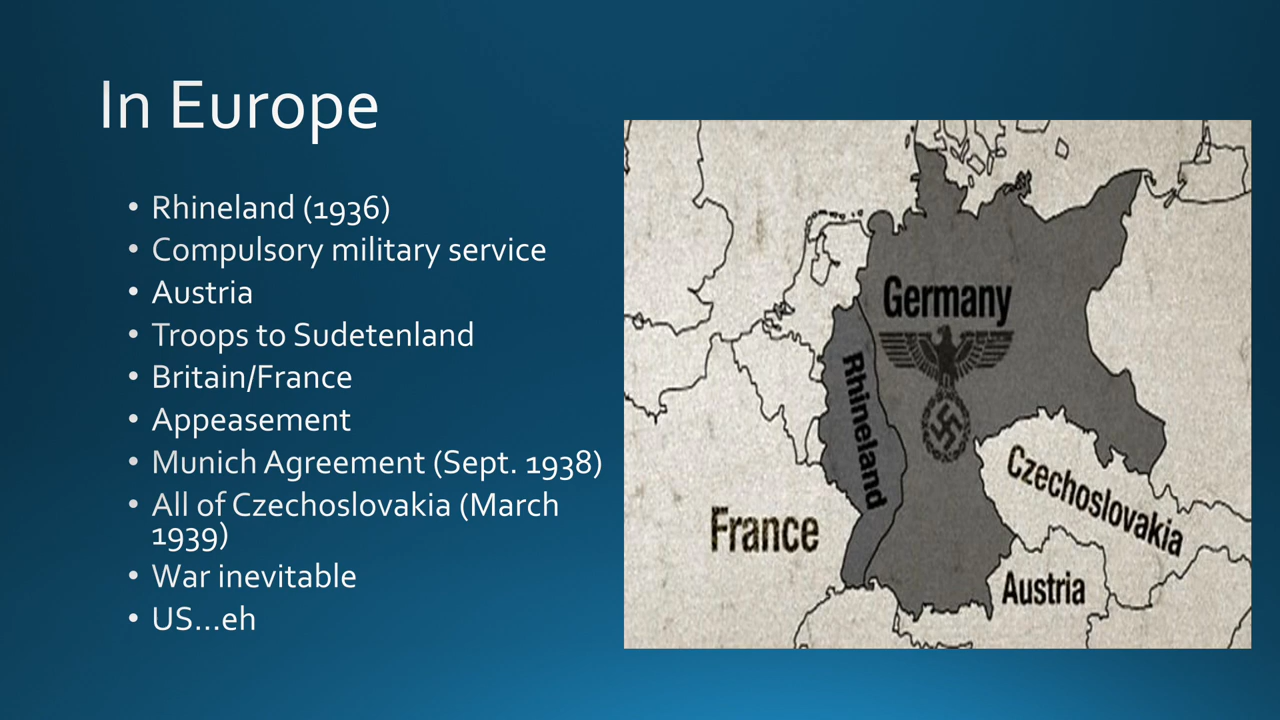 In Europe
• Rhineland (1936)
• Compulsory military service
• Austria
• Troops to Sudetenland
• Britain/France
• Appeasement
• Munich Agreement (Sept. 1938)
• All of Czechoslovakia (March
1939)
• War inevitable
• US...eh
Germany
Rhineland
Czechoslovakia
France
Austria